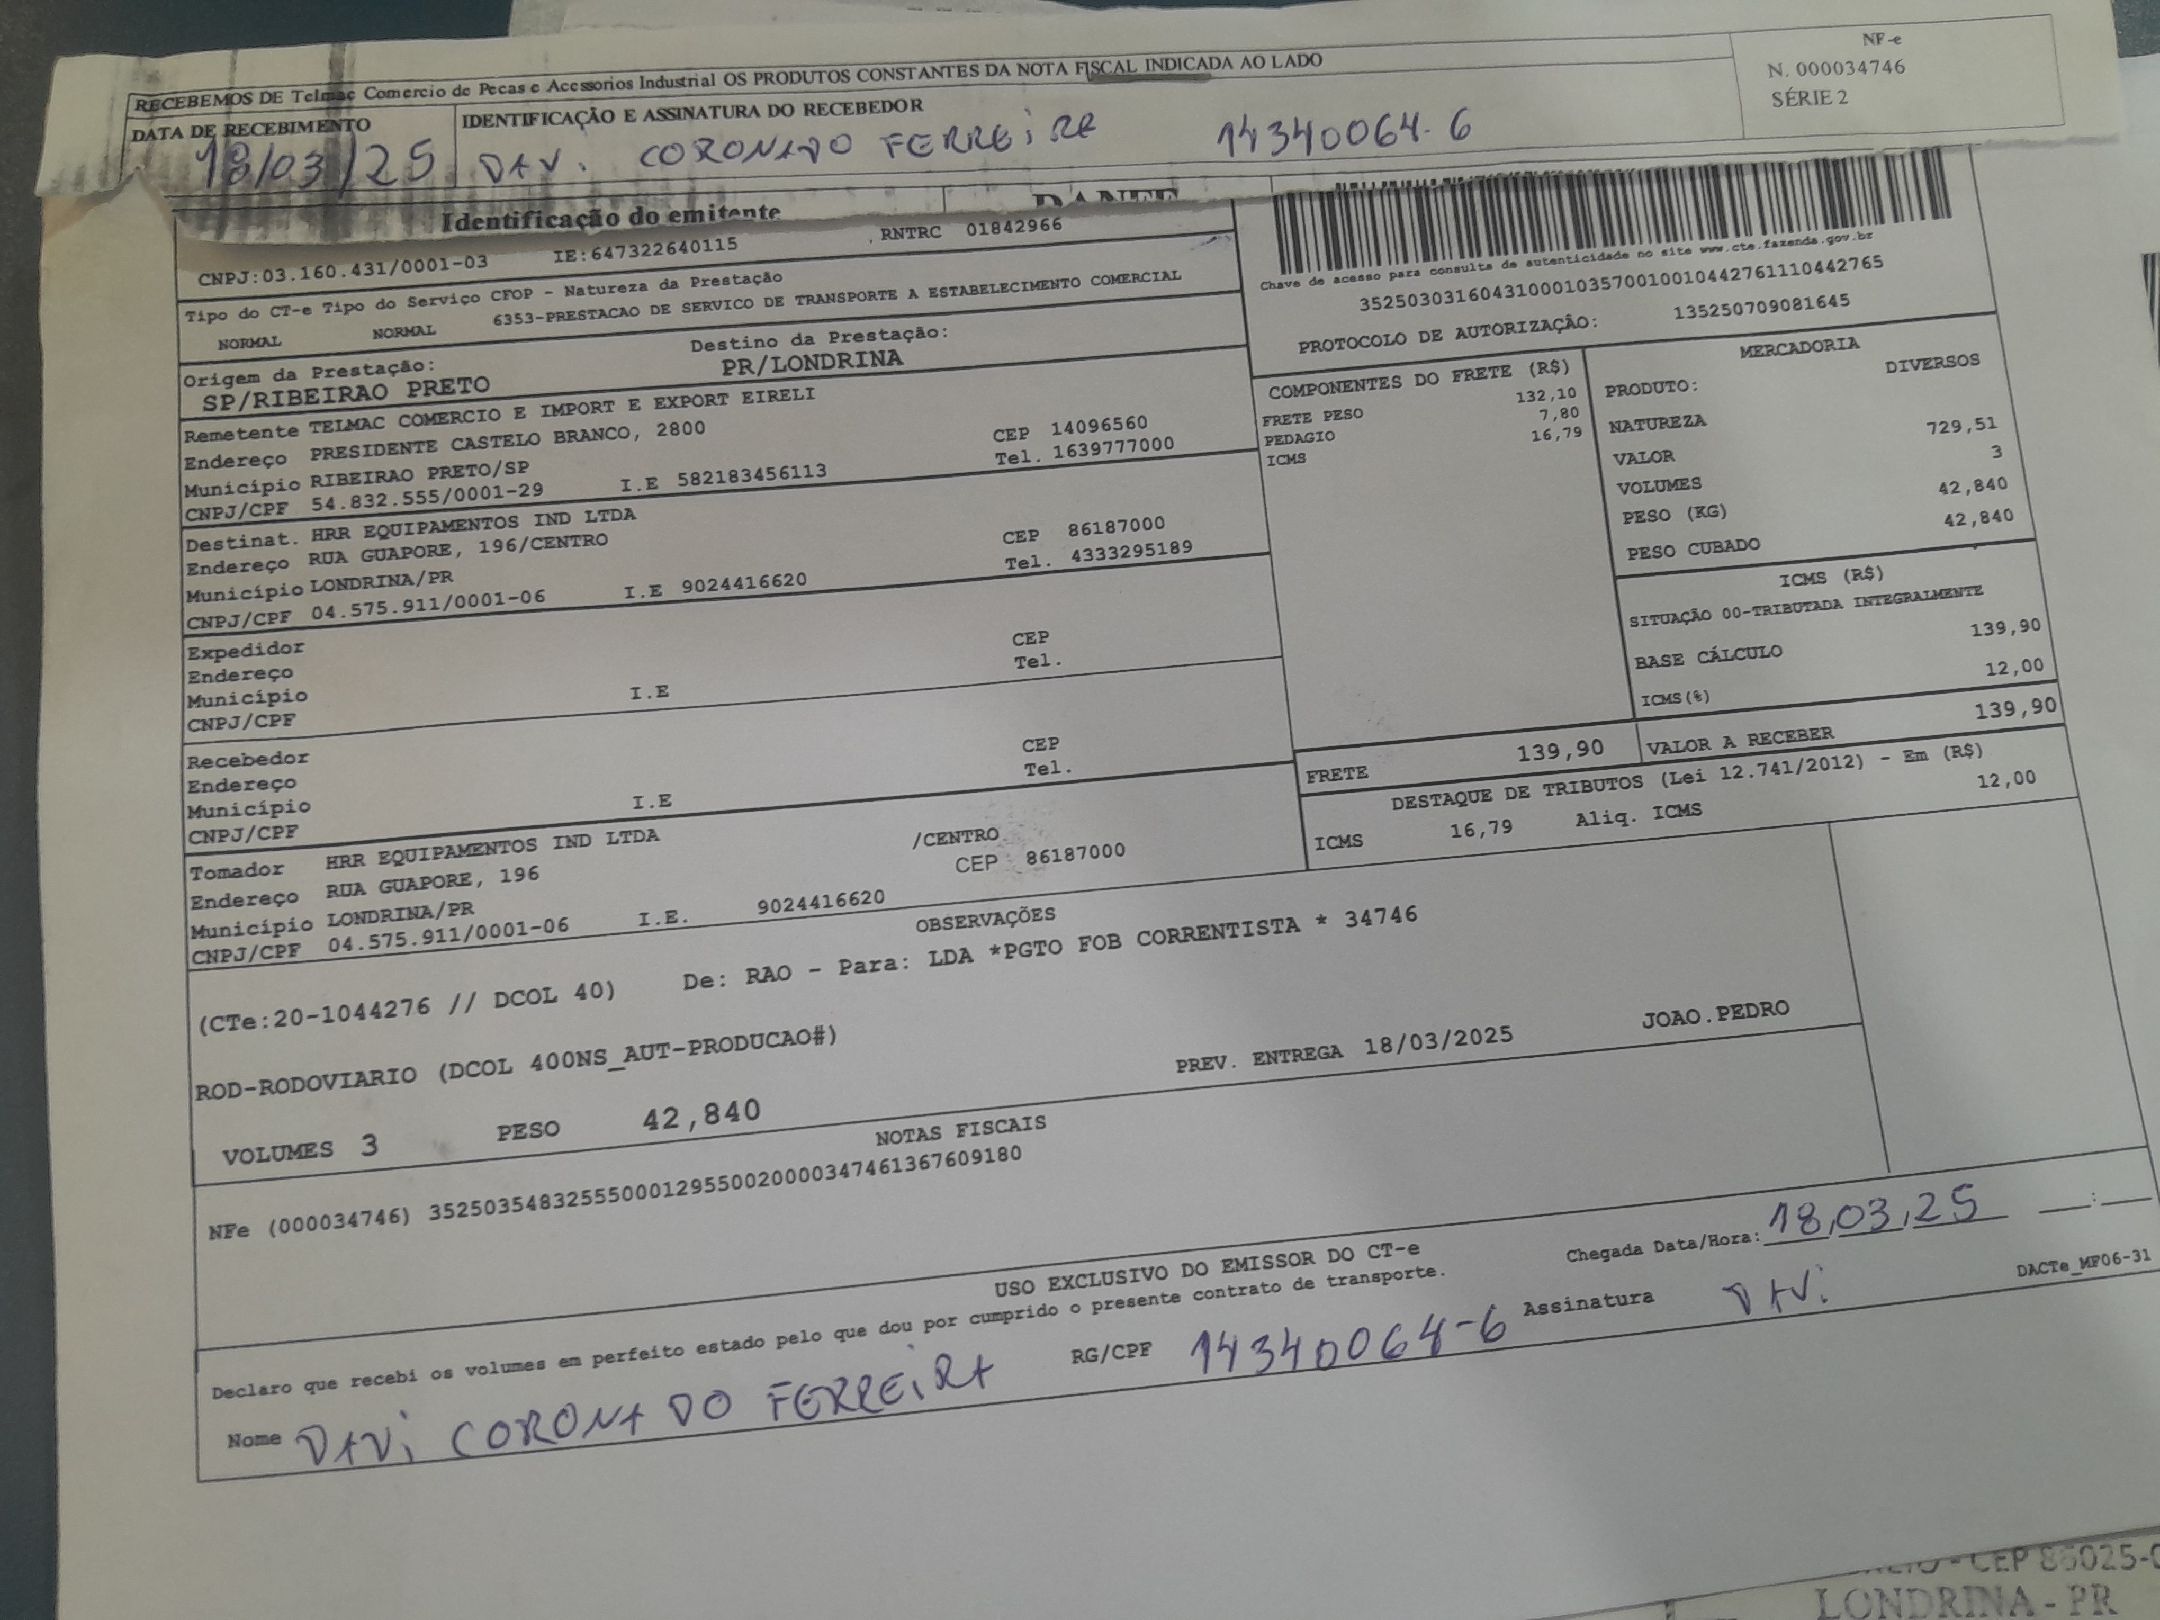 RECEBEMOS DE Telmac Comercio de Pecas e Acessorios Industrial OS PRODUTOS CONSTANTES DA NOTA FISCAL INDICADA AO LADO
NF-e
N. 000034746
SÉRIE 2
DATA DE RECEBIMENTO
18/03/25
IDENTIFICAÇÃO E ASSINATURA DO RECEBEDOR
DAVi CORONADO FERREiRA 14340064-6
Identificação do emitente
DANFE
CNPJ:03.160.431/0001-03 IE:647322640115 RNTRC 01842966
Tipo do CT-e Tipo do Serviço CFOP - Natureza da Prestação
NORMAL NORMAL 6353-PRESTACAO DE SERVICO DE TRANSPORTE A ESTABELECIMENTO COMERCIAL
Origem da Prestação: Destino da Prestação:
SP/RIBEIRAO PRETO PR/LONDRINA
Chave de acesso para consulta de autenticidade no site www.cte.fazenda.gov.br
35250303160431000103570010010442761110442765
PROTOCOLO DE AUTORIZAÇÂO: 135250709081645
Remetente TELMAC COMERCIO E IMPORT E EXPORT EIRELI
Endereço PRESIDENTE CASTELO BRANCO, 2800 CEP 14096560
Município RIBEIRAO PRETO/SP Tel. 1639777000
CNPJ/CPF 54.832.555/0001-29 I.E 582183456113
Destinat. HRR EQUIPAMENTOS IND LTDA
Endereço RUA GUAPORE, 196/CENTRO CEP 86187000
Município LONDRINA/PR Tel. 4333295189
CNPJ/CPF 04.575.911/0001-06 I.E 9024416620
Expedidor
Endereço CEP
Município Tel.
CNPJ/CPF I.E
Recebedor
Endereço CEP
Município Tel.
CNPJ/CPF I.E
Tomador HRR EQUIPAMENTOS IND LTDA
Endereço RUA GUAPORE, 196 /CENTRO
Município LONDRINA/PR CEP 86187000
CNPJ/CPF 04.575.911/0001-06 I.E. 9024416620
COMPONENTES DO FRETE (R$)
FRETE PESO 132,10
PEDAGIO 7,80
ICMS 16,79
MERCADORIA
PRODUTO: DIVERSOS
NATUREZA
VALOR 729,51
VOLUMES 3
PESO (KG) 42,840
PESO CUBADO 42,840
ICMS (R$)
SITUAÇÃO 00-TRIBUTADA INTEGRALMENTE
BASE CÁLCULO 139,90
ICMS(%) 12,00
FRETE 139,90 VALOR A RECEBER 139,90
DESTAQUE DE TRIBUTOS (Lei 12.741/2012) - Em (R$)
ICMS 16,79 Aliq. ICMS 12,00
OBSERVAÇÕES
(CTe:20-1044276 // DCOL 40) De: RAO - Para: LDA *PGTO FOB CORRENTISTA * 34746
ROD-RODOVIARIO (DCOL 400NS_AUT-PRODUCAO#)
PREV. ENTREGA 18/03/2025 JOAO.PEDRO
VOLUMES 3 PESO 42,840
NOTAS FISCAIS
NFe (000034746) 35250354832555000129550020000347461367609180
USO EXCLUSIVO DO EMISSOR DO CT-e
Chegada Data/Hora: 18,03,25 __:__
Declaro que recebi os volumes em perfeito estado pelo que dou por cumprido o presente contrato de transporte.
DACTe_MF06-31
Nome DAVi CORONADO FERREiRA RG/CPF 14340064-6 Assinatura DAVi
CEP 86025-0
LONDRINA - PR